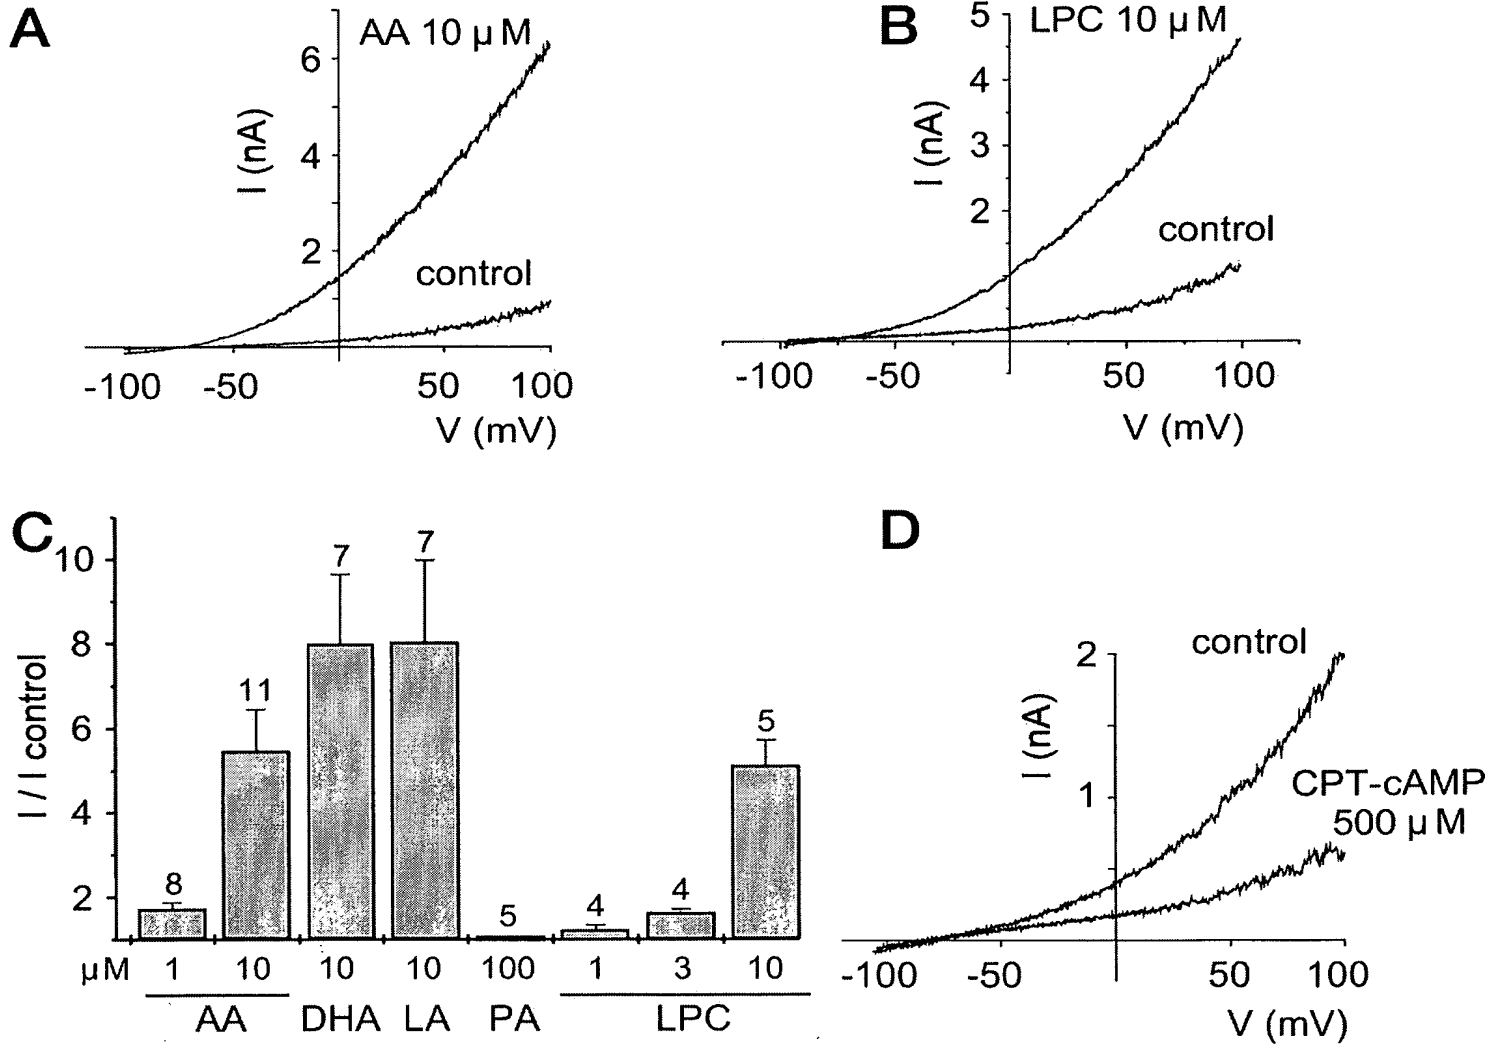 A
AA 10 µM
I (nA)
6
4
2
control
-100 -50 50 100
V (mV)
B
LPC 10 µM
I (nA)
5
4
3
2
control
-100 -50 50 100
V (mV)
C
I / I control
10
8
6
4
2
8 11 7 7 5 4 4 5
µM 1 10 10 10 100 1 3 10
AA DHA LA PA LPC
D
I (nA)
2
1
control
CPT-cAMP
500 µM
-100 -50 50 100
V (mV)